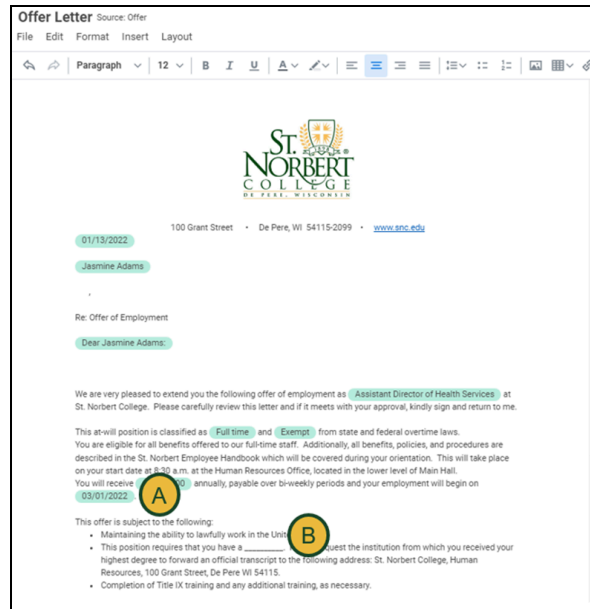 Offer Letter Source: Offer
File Edit Format Insert Layout
Paragraph 12 B I U A
ST.
NORBERT
COLLEGE
DE PERE, WISCONSIN
100 Grant Street • De Pere, WI 54115-2099 • www.snc.edu
01/13/2022
Jasmine Adams
,
Re: Offer of Employment
Dear Jasmine Adams:
We are very pleased to extend you the following offer of employment as Assistant Director of Health Services at
St. Norbert College. Please carefully review this letter and if it meets with your approval, kindly sign and return to me.
This at-will position is classified as Full time and Exempt from state and federal overtime laws.
You are eligible for all benefits offered to our full-time staff. Additionally, all benefits, policies, and procedures are
described in the St. Norbert Employee Handbook which will be covered during your orientation. This will take place
on your start date at 8:30 a.m. at the Human Resources Office, located in the lower level of Main Hall.
You will receive 00 annually, payable over bi-weekly periods and your employment will begin on
03/01/2022 .
A
This offer is subject to the following:
• Maintaining the ability to lawfully work in the
B
• This position requires that you have a __________. the institution from which you received your
highest degree to forward an official transcript to the following address: St. Norbert College, Human
Resources, 100 Grant Street, De Pere WI 54115.
• Completion of Title IX training and any additional training, as necessary.